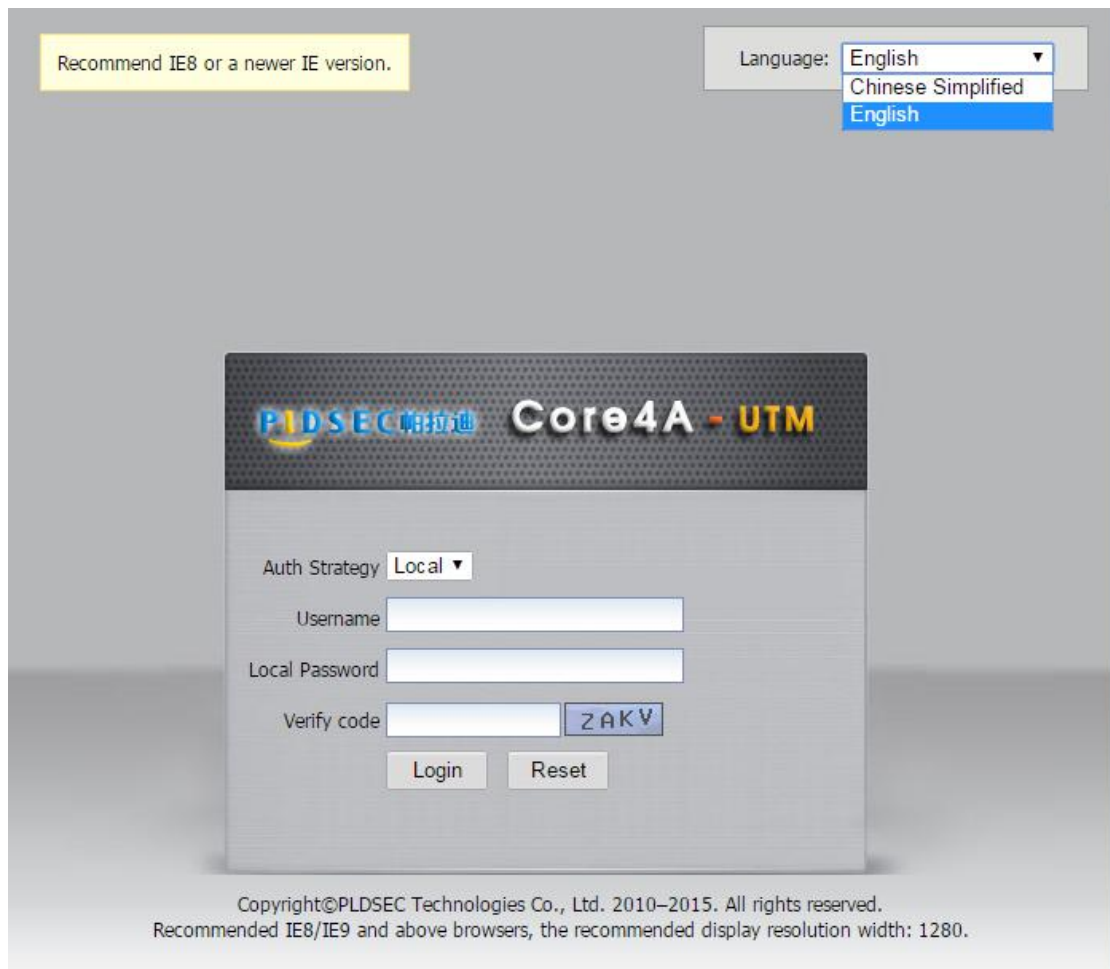 Recommend IE8 or a newer IE version.
Language: English
Chinese Simplified
English
PLDSEC帕拉迪 Core4A - UTM
Auth Strategy Local
Username
Local Password
Verify code ZAKV
Login Reset
Copyright©PLDSEC Technologies Co., Ltd. 2010–2015. All rights reserved.
Recommended IE8/IE9 and above browsers, the recommended display resolution width: 1280.